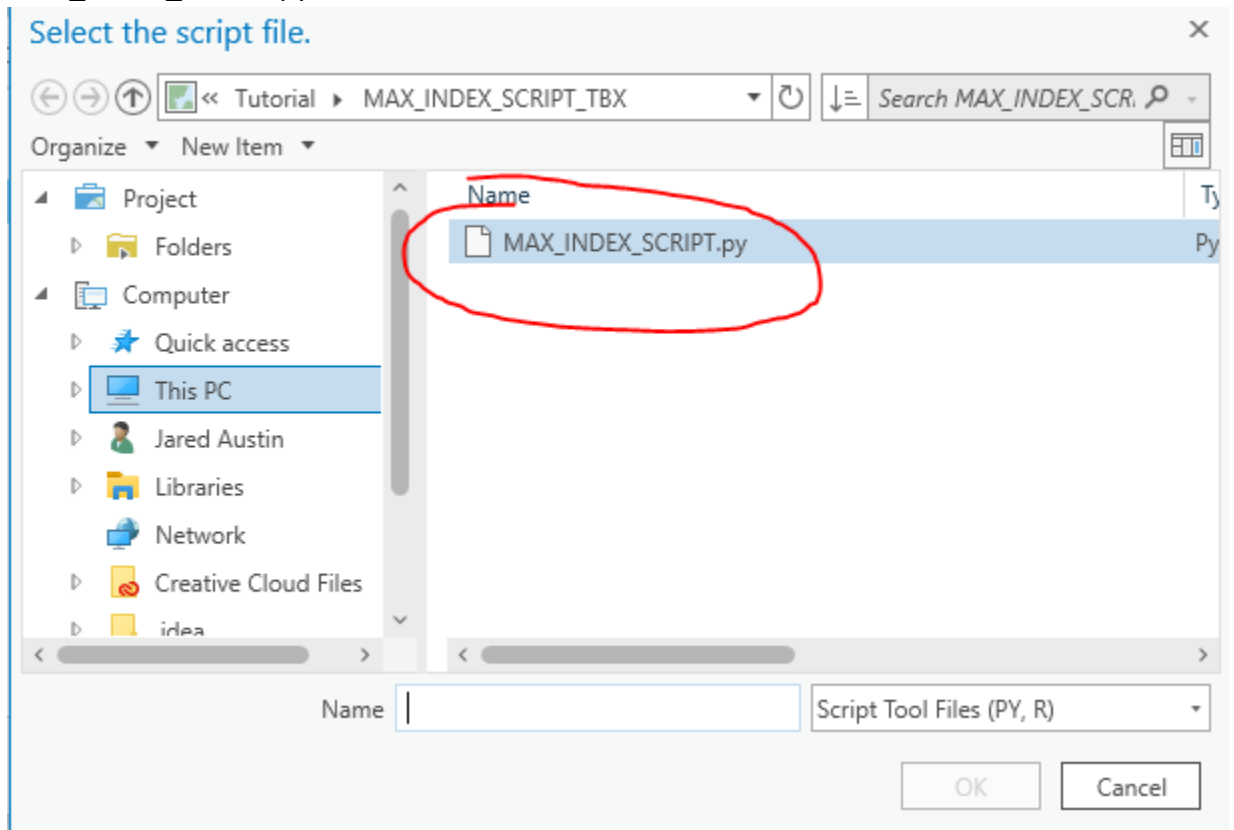 Select the script file.
« Tutorial MAX_INDEX_SCRIPT_TBX Search MAX_INDEX_SCR
Organize New Item
Project
Folders
Computer
Quick access
This PC
Jared Austin
Libraries
Network
Creative Cloud Files
.idea
Name Ty
MAX_INDEX_SCRIPT.py Py
Name Script Tool Files (PY, R)
OK Cancel